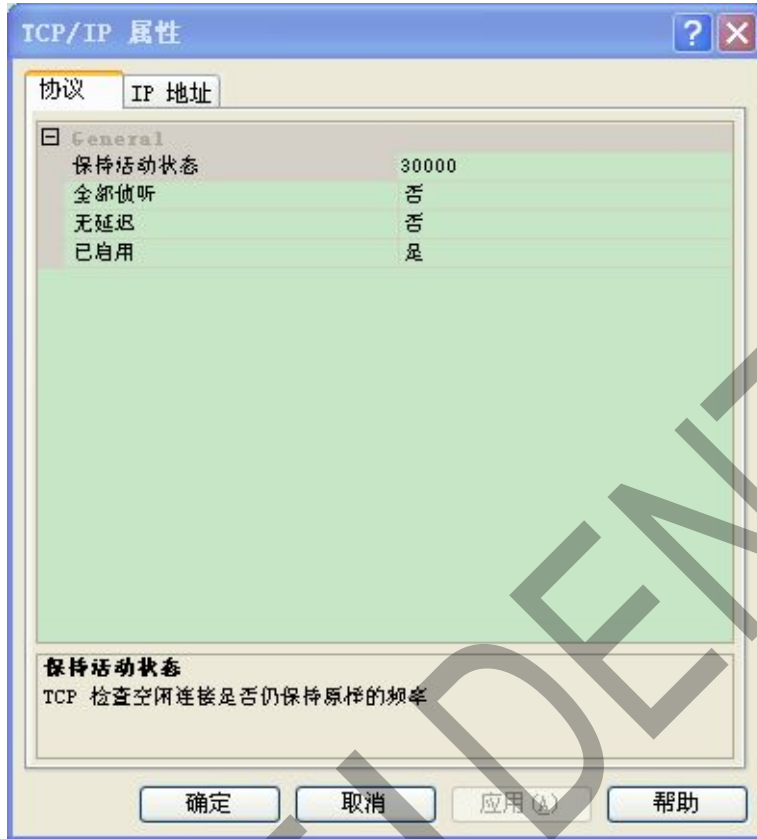 TCP/IP 属性
协议 IP 地址
General
保持活动状态 30000
全部侦听 否
无延迟 否
已启用 是
保持活动状态
TCP 检查空闲连接是否仍保持原样的频率
确定 取消 应用(A) 帮助